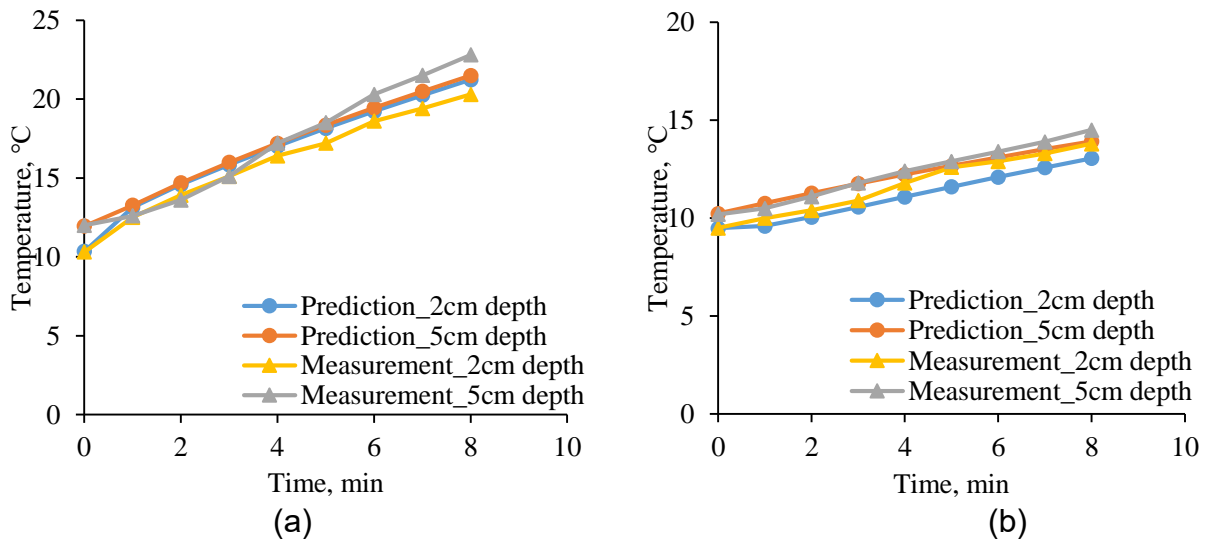 25
20
15
10
5
0
Temperature, °C
Prediction_2cm depth
Prediction_5cm depth
Measurement_2cm depth
Measurement_5cm depth
0 2 4 6 8 10
Time, min
(a)
20
15
10
5
0
Temperature, °C
Prediction_2cm depth
Prediction_5cm depth
Measurement_2cm depth
Measurement_5cm depth
0 2 4 6 8 10
Time, min
(b)